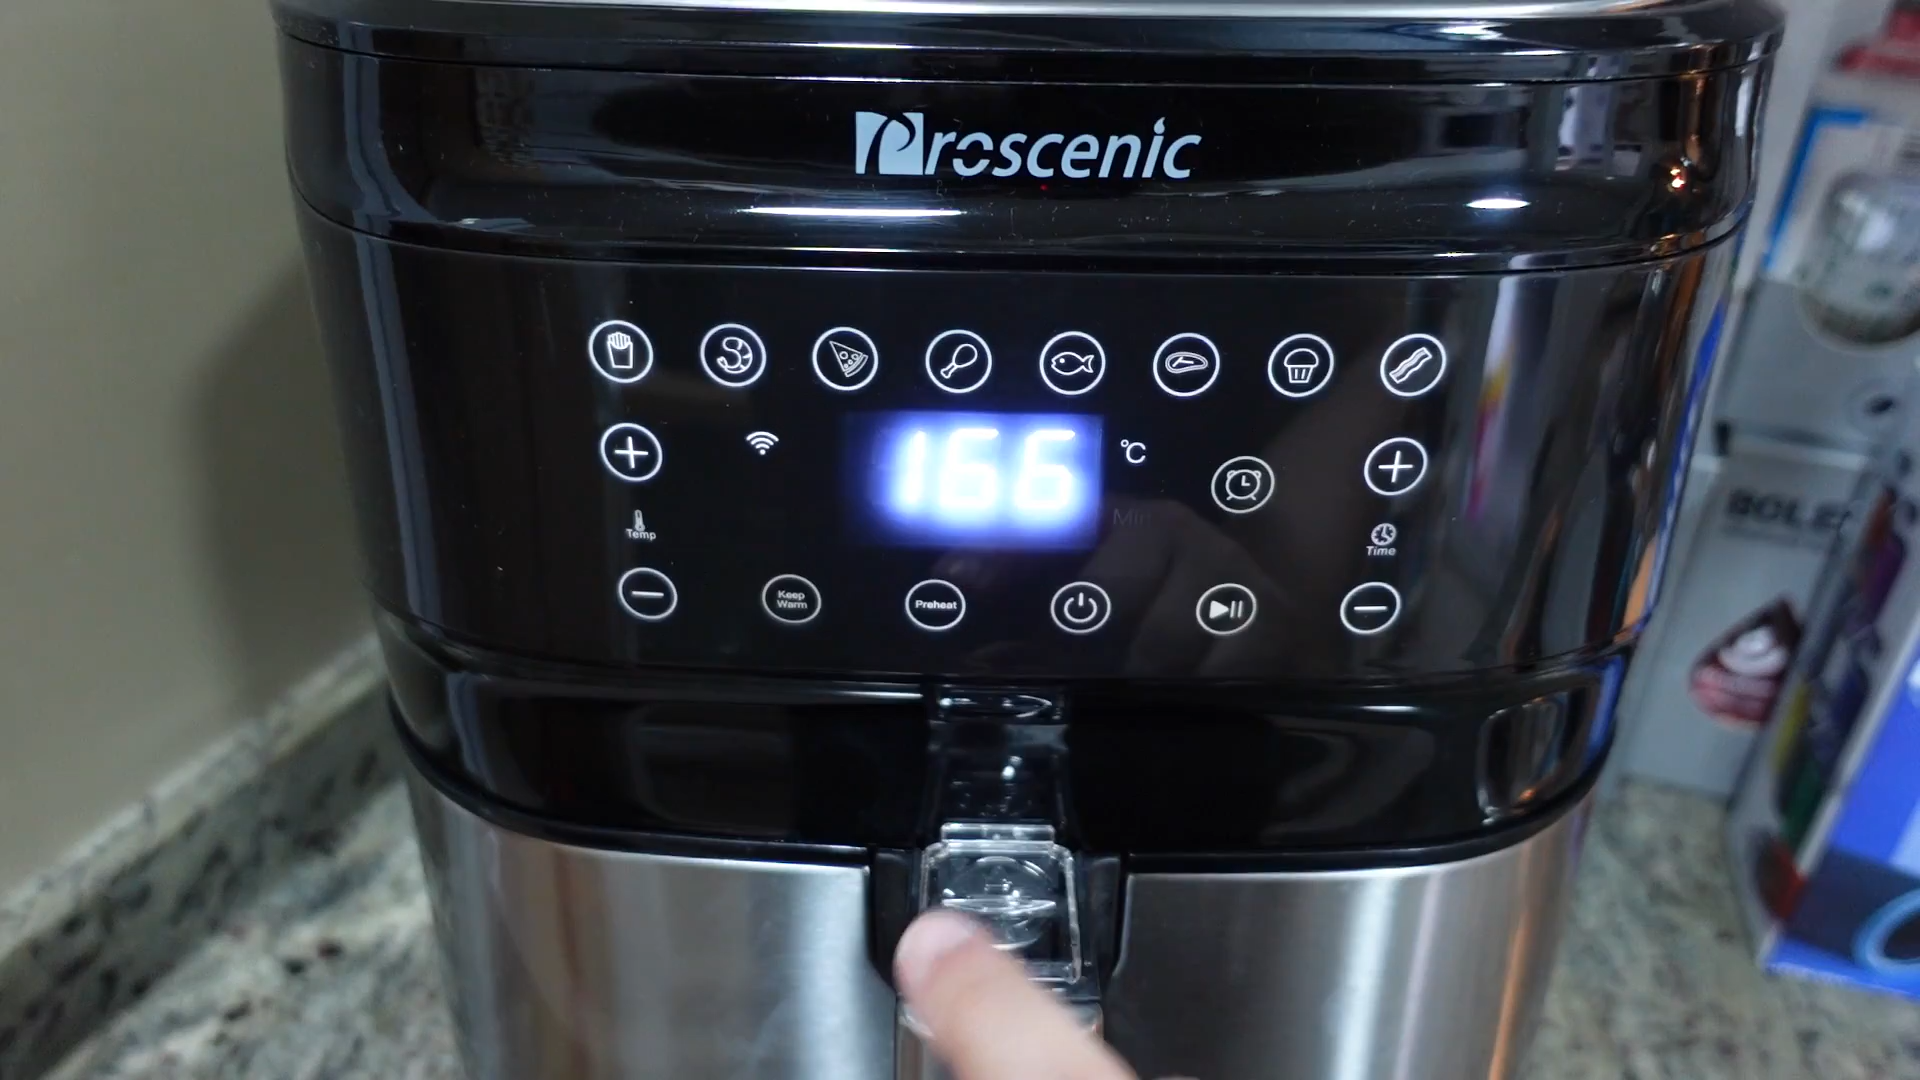 Proscenic
166 °C
Min
Temp
Time
Keep
Warm
Preheat